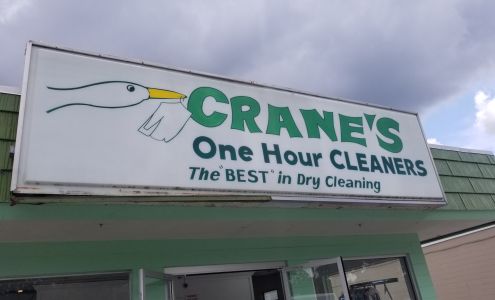 CRANE'S
One Hour CLEANERS
The "BEST" in Dry Cleaning